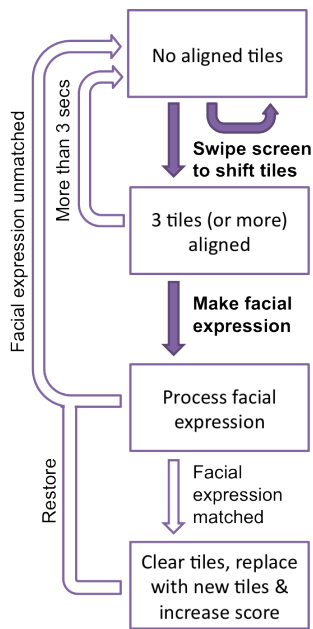 No aligned tiles
Swipe screen
to shift tiles
More than 3 secs
Facial expression unmatched
3 tiles (or more)
aligned
Make facial
expression
Process facial
expression
Facial
expression
matched
Restore
Clear tiles, replace
with new tiles &
increase score